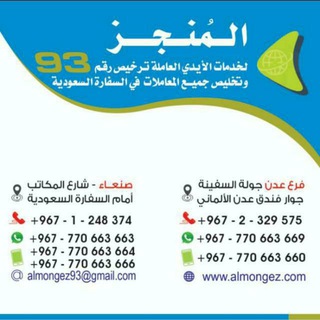 المُنجز
لخدمات الأيدي العاملة ترخيص رقم 93
وتخليص جميع المعاملات في السفارة السعودية
فرع عدن جولة السفينة
جوار فندق عدن الألماني
+967 - 2 - 329 575
+967 - 770 663 669
+967 - 770 663 660
www.almongez.com
صنعاء - شارع المكاتب
أمام السفارة السعودية
+967 - 1 - 248 374
+967 - 770 663 663
+967 - 770 663 664
+967 - 770 663 666
almongez93@gmail.com